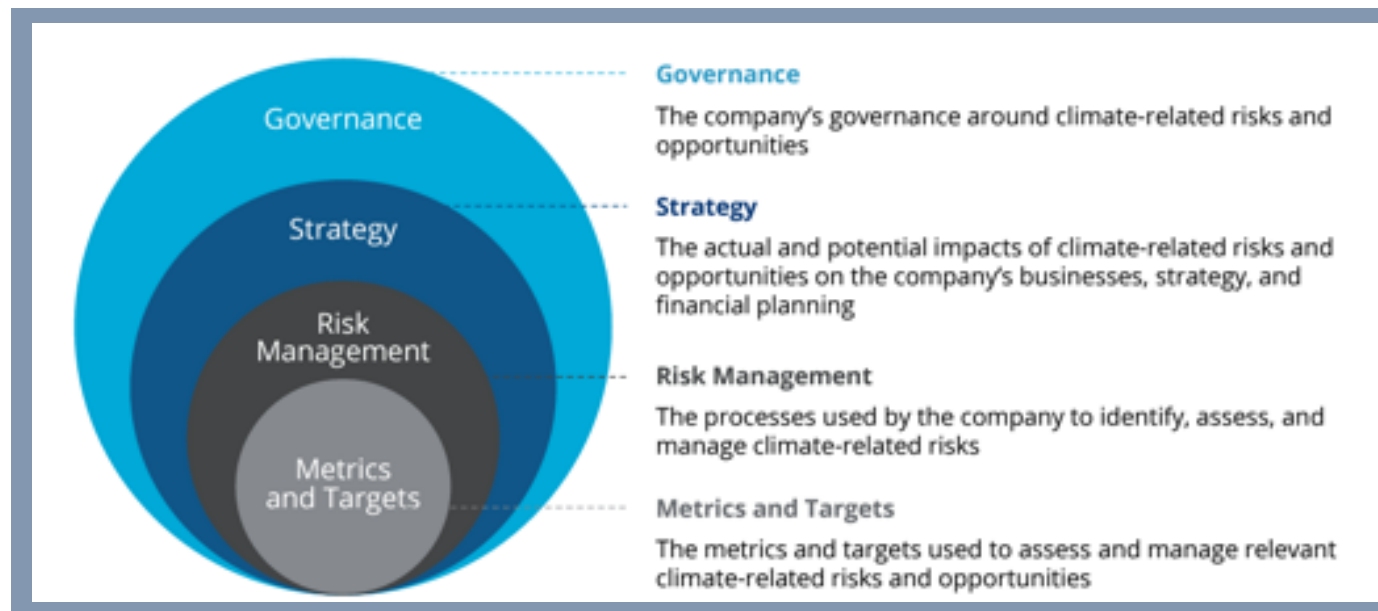 Governance
Strategy
Risk
Management
Metrics
and Targets
Governance
The company's governance around climate-related risks and
opportunities
Strategy
The actual and potential impacts of climate-related risks and
opportunities on the company's businesses, strategy, and
financial planning
Risk Management
The processes used by the company to identify, assess, and
manage climate-related risks
Metrics and Targets
The metrics and targets used to assess and manage relevant
climate-related risks and opportunities